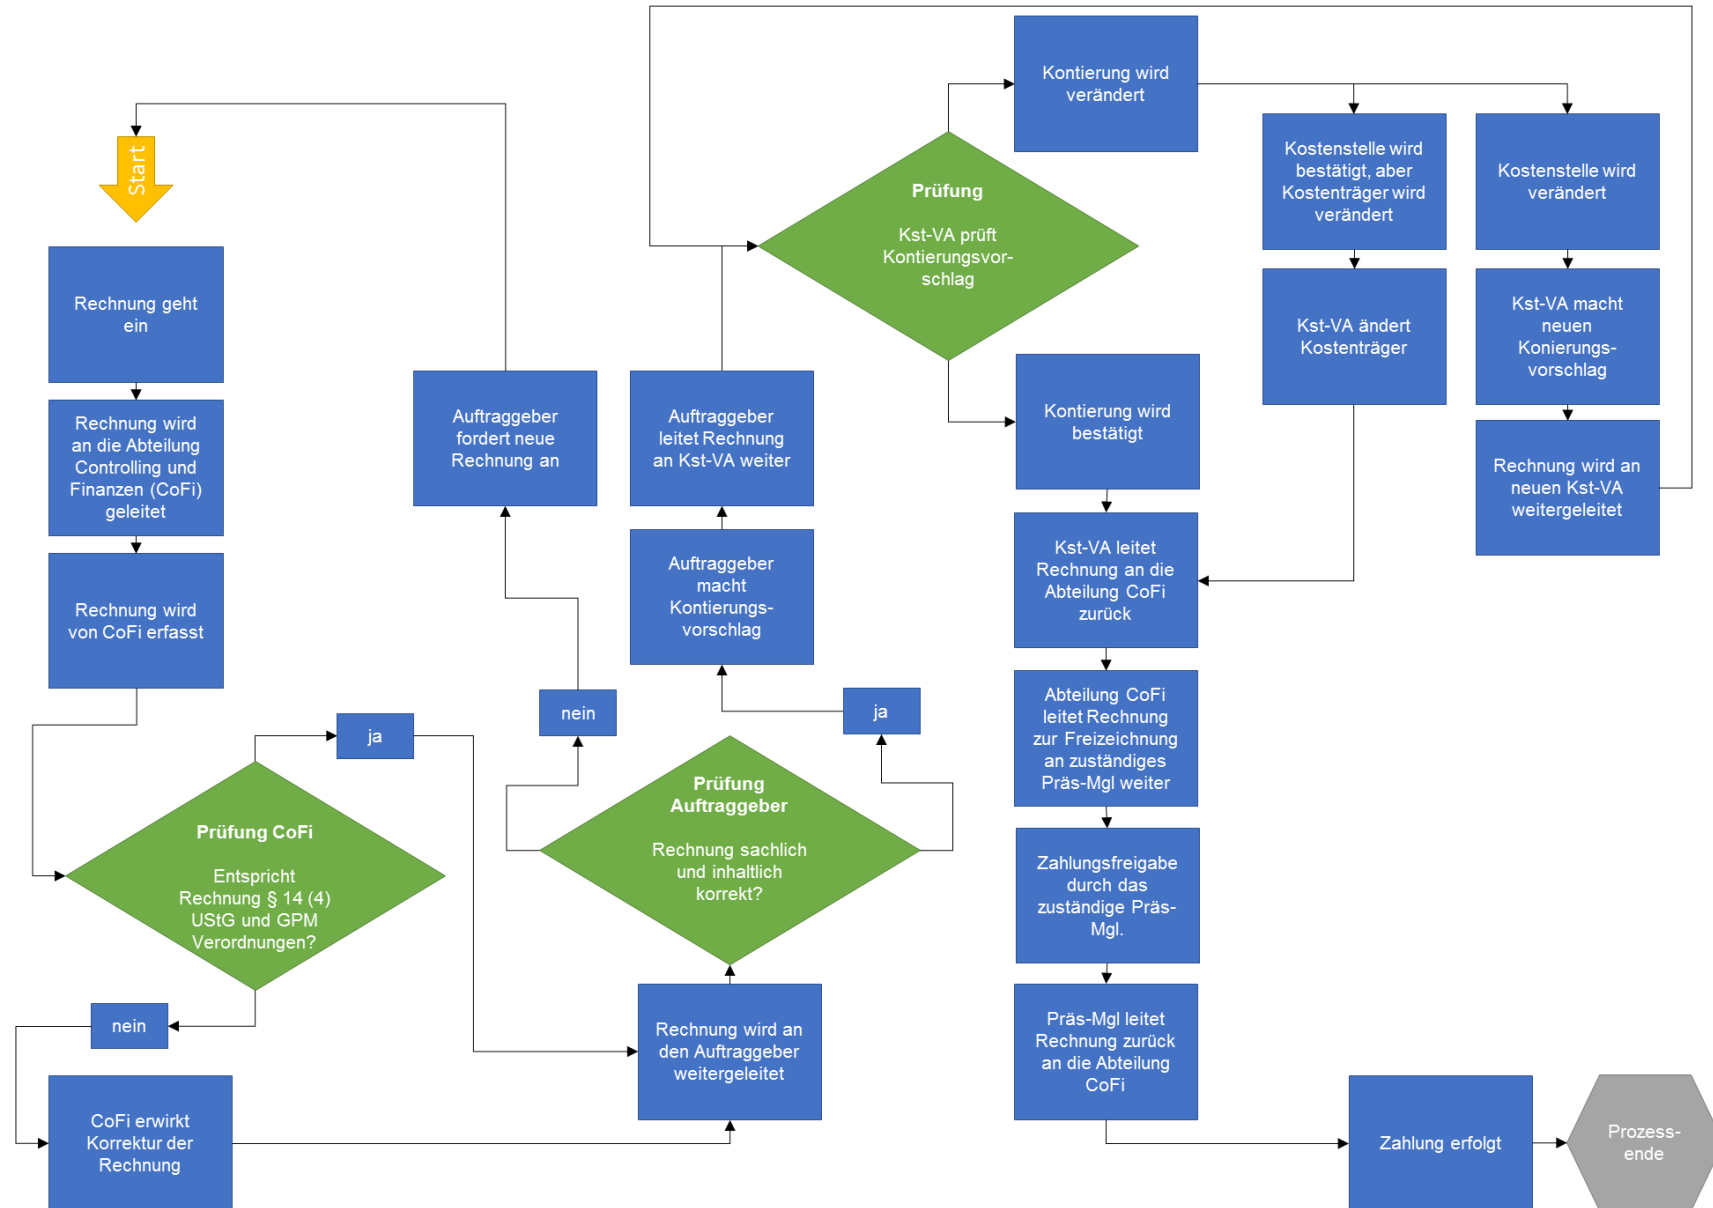 Start
Rechnung geht
ein
Rechnung wird
an die Abteilung
Controlling und
Finanzen (CoFi)
geleitet
Rechnung wird
von CoFi erfasst
Prüfung CoFi
Entspricht
Rechnung § 14 (4)
UStG und GPM
Verordnungen?
ja
nein
CoFi erwirkt
Korrektur der
Rechnung
Rechnung wird an
den Auftraggeber
weitergeleitet
Prüfung
Auftraggeber
Rechnung sachlich
und inhaltlich
korrekt?
nein
Auftraggeber
fordert neue
Rechnung an
ja
Auftraggeber
macht
Kontierungs-
vorschlag
Auftraggeber
leitet Rechnung
an Kst-VA weiter
Prüfung
Kst-VA prüft
Kontierungsvor-
schlag
Kontierung wird
verändert
Kostenstelle wird
bestätigt, aber
Kostenträger wird
verändert
Kst-VA ändert
Kostenträger
Kostenstelle wird
verändert
Kst-VA macht
neuen
Konierungs-
vorschlag
Rechnung wird an
neuen Kst-VA
weitergeleitet
Kontierung wird
bestätigt
Kst-VA leitet
Rechnung an die
Abteilung CoFi
zurück
Abteilung CoFi
leitet Rechnung
zur Freizeichnung
an zuständiges
Präs-Mgl weiter
Zahlungsfreigabe
durch das
zuständige Präs-
Mgl.
Präs-Mgl leitet
Rechnung zurück
an die Abteilung
CoFi
Zahlung erfolgt
Prozess-
ende